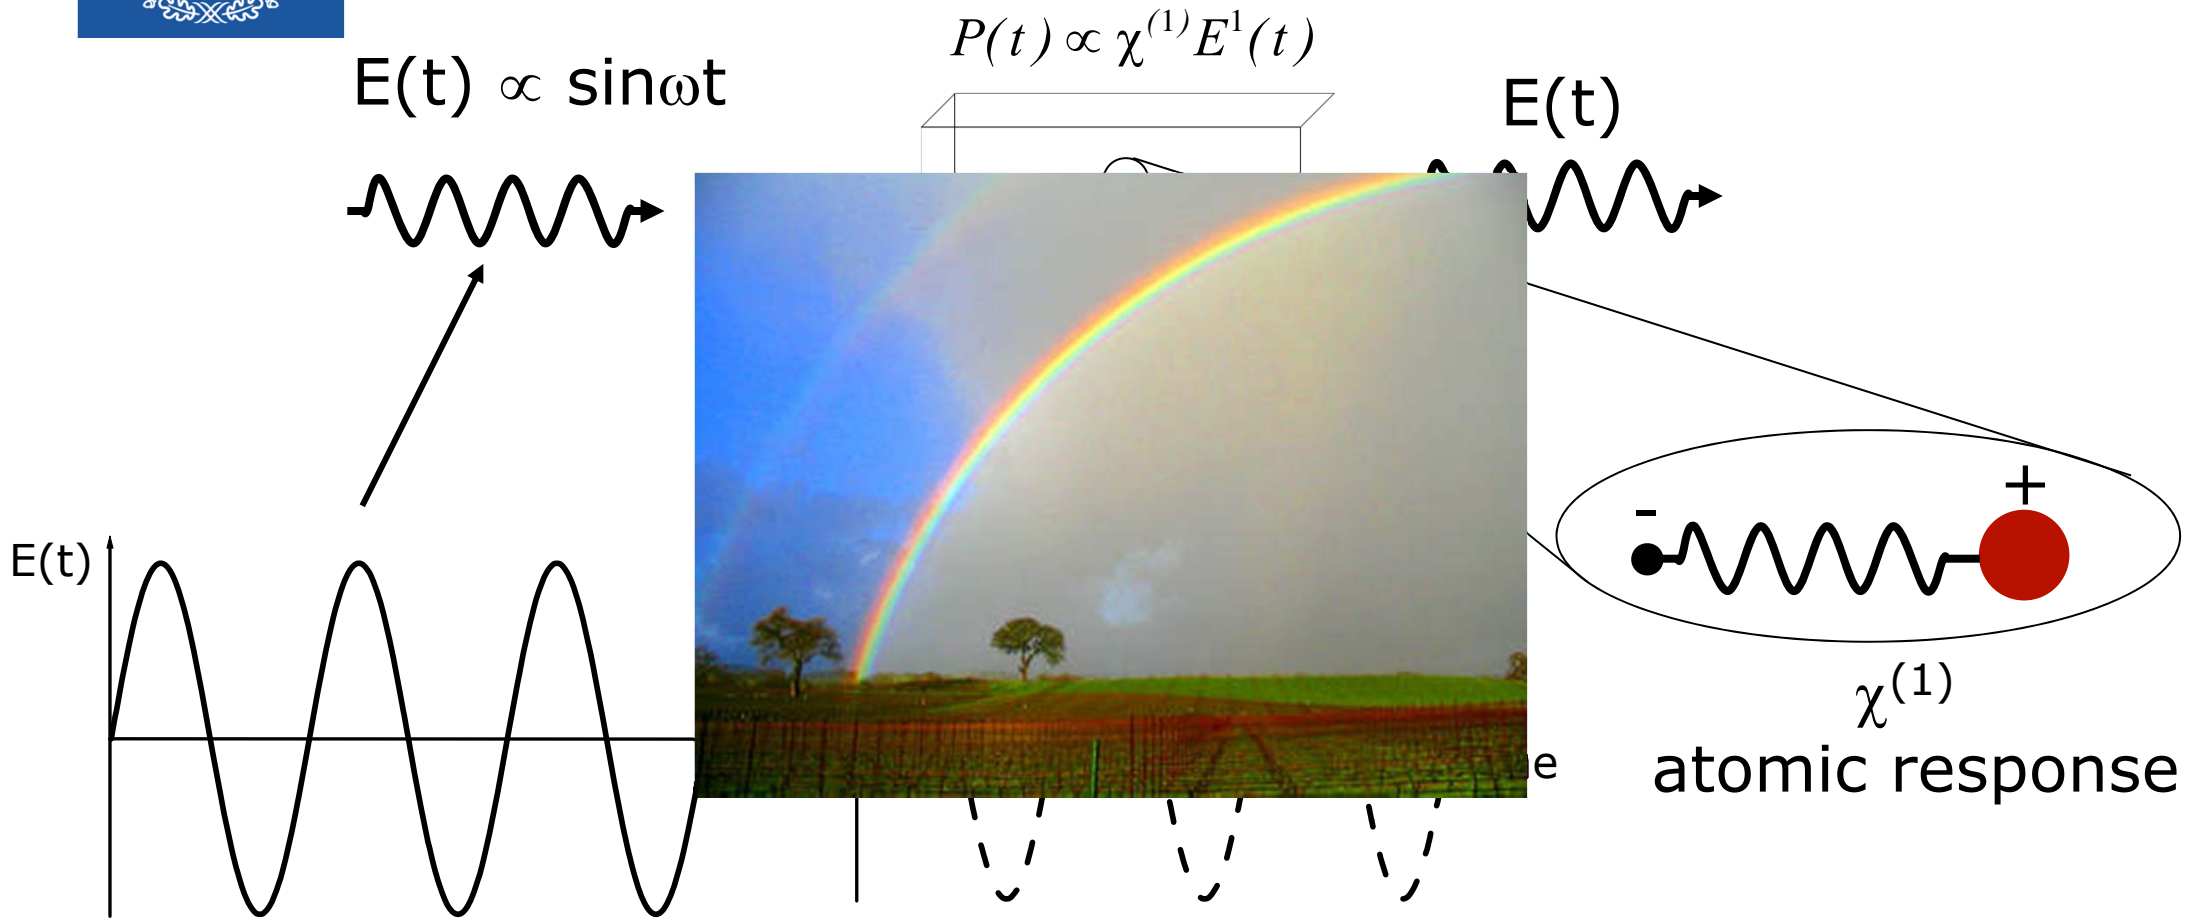 P(t) ∝ χ⁽¹⁾E¹(t)
E(t) ∝ sinωt
E(t)
E(t)
-
+
χ⁽¹⁾
atomic response